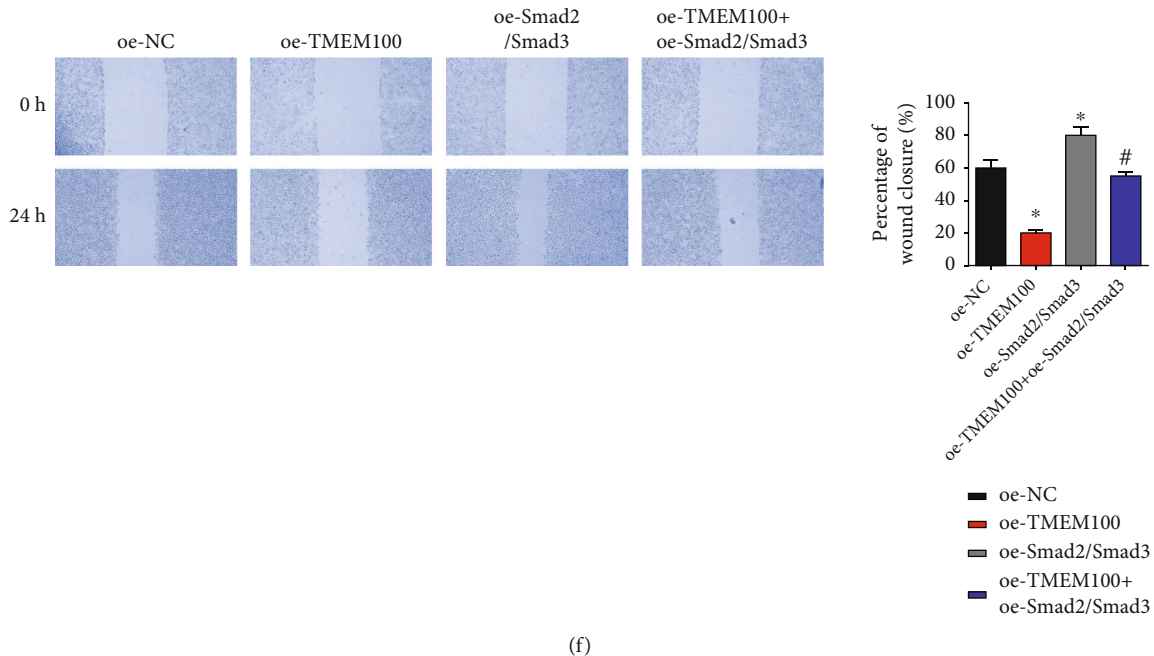 oe-NC
oe-TMEM100
oe-Smad2
/Smad3
oe-TMEM100+
oe-Smad2/Smad3
0 h
24 h
Percentage of
wound closure (%)
100
80
60
40
20
0
*
*
#
oe-NC
oe-TMEM100
oe-Smad2/Smad3
oe-TMEM100+oe-Smad2/Smad3
oe-NC
oe-TMEM100
oe-Smad2/Smad3
oe-TMEM100+
oe-Smad2/Smad3
(f)